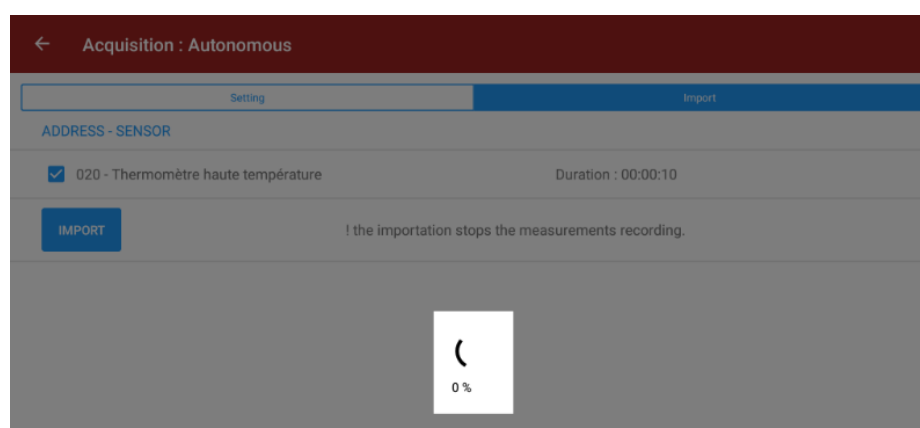 Acquisition : Autonomous
Setting
Import
ADDRESS - SENSOR
020 - Thermomètre haute température
Duration : 00:00:10
IMPORT
! the importation stops the measurements recording.
0 %